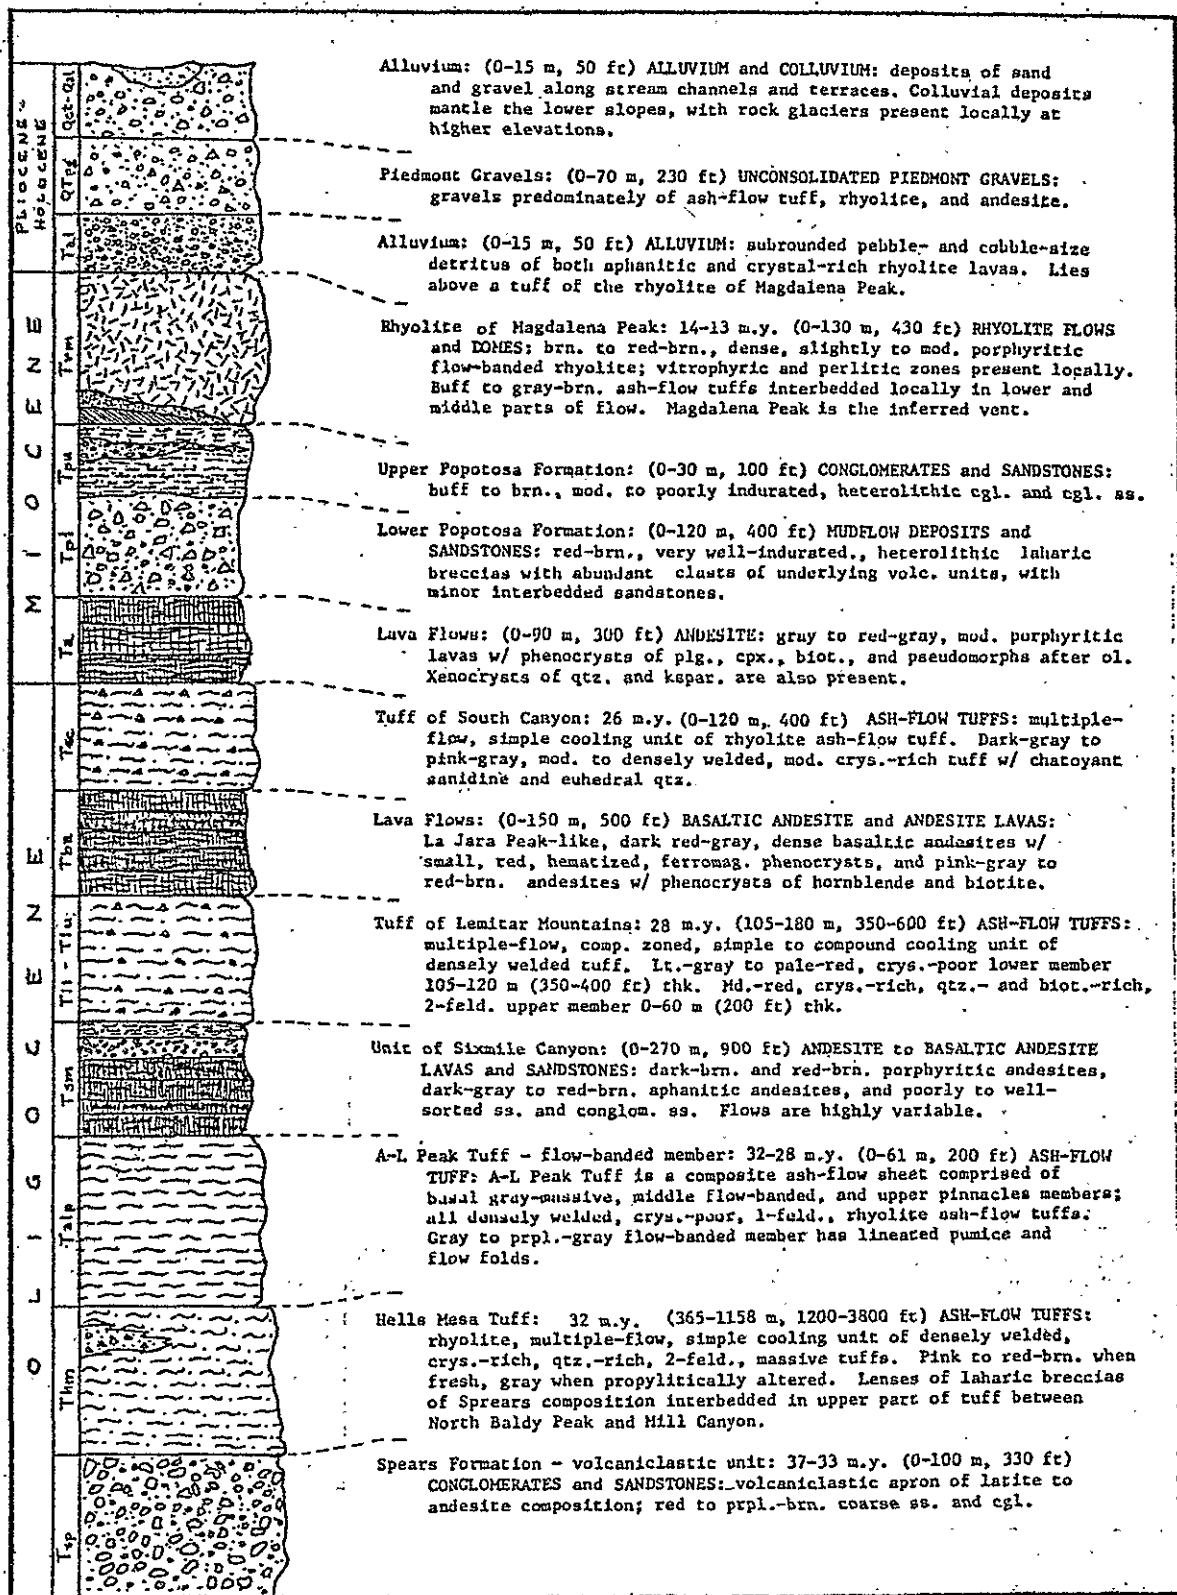 PLIOCENE-
HOLOCENE
MIOCENE
OLIGOCENE
Qct-Qal
QTpg
Tal
Trm
Tpu
Tpl
Ta
Tsc
Tba
Tll - Tlu
Tsm
Talp
Thm
Tsp
Alluvium: (0-15 m, 50 ft) ALLUVIUM and COLLUVIUM: deposits of sand
and gravel along stream channels and terraces. Colluvial deposits
mantle the lower slopes, with rock glaciers present locally at
higher elevations.
Piedmont Gravels: (0-70 m, 230 ft) UNCONSOLIDATED PIEDMONT GRAVELS:
gravels predominately of ash-flow tuff, rhyolite, and andesite.
Alluvium: (0-15 m, 50 ft) ALLUVIUM: subrounded pebble- and cobble-size
detritus of both aphanitic and crystal-rich rhyolite lavas. Lies
above a tuff of the rhyolite of Magdalena Peak.
Rhyolite of Magdalena Peak: 14-13 m.y. (0-130 m, 430 ft) RHYOLITE FLOWS
and DOMES: brn. to red-brn., dense, slightly to mod. porphyritic
flow-banded rhyolite; vitrophyric and perlitic zones present locally.
Buff to gray-brn. ash-flow tuffs interbedded locally in lower and
middle parts of flow. Magdalena Peak is the inferred vent.
Upper Popotosa Formation: (0-30 m, 100 ft) CONGLOMERATES and SANDSTONES:
buff to brn., mod. to poorly indurated, heterolithic cgl. and cgl. ss.
Lower Popotosa Formation: (0-120 m, 400 ft) MUDFLOW DEPOSITS and
SANDSTONES: red-brn., very well-indurated., heterolithic laharic
breccias with abundant clasts of underlying volc. units, with
minor interbedded sandstones.
Lava Flows: (0-90 m, 300 ft) ANDESITE: gray to red-gray, mod. porphyritic
lavas w/ phenocrysts of plg., cpx., biot., and pseudomorphs after ol.
Xenocrysts of qtz. and kspar. are also present.
Tuff of South Canyon: 26 m.y. (0-120 m, 400 ft) ASH-FLOW TUFFS: multiple-
flow, simple cooling unit of rhyolite ash-flow tuff. Dark-gray to
pink-gray, mod. to densely welded, mod. crys.-rich tuff w/ chatoyant
sanidine and euhedral qtz.
Lava Flows: (0-150 m, 500 ft) BASALTIC ANDESITE and ANDESITE LAVAS:
La Jara Peak-like, dark red-gray, dense basaltic andesites w/
small, red, hematized, ferromag. phenocrysts, and pink-gray to
red-brn. andesites w/ phenocrysts of hornblende and biotite.
Tuff of Lemitar Mountains: 28 m.y. (105-180 m, 350-600 ft) ASH-FLOW TUFFS:
multiple-flow, comp. zoned, simple to compound cooling unit of
densely welded tuff. Lt.-gray to pale-red, crys.-poor lower member
105-120 m (350-400 ft) thk. Md.-red, crys.-rich, qtz.- and biot.-rich,
2-feld. upper member 0-60 m (200 ft) thk.
Unit of Sixmile Canyon: (0-270 m, 900 ft) ANDESITE to BASALTIC ANDESITE
LAVAS and SANDSTONES: dark-brn. and red-brn. porphyritic andesites,
dark-gray to red-brn. aphanitic andesites, and poorly to well-
sorted ss. and conglom. ss. Flows are highly variable.
A-L Peak Tuff - flow-banded member: 32-28 m.y. (0-61 m, 200 ft) ASH-FLOW
TUFF: A-L Peak Tuff is a composite ash-flow sheet comprised of
basal gray-massive, middle flow-banded, and upper pinnacles members;
all densely welded, crys.-poor, 1-feld., rhyolite ash-flow tuffs.
Gray to prpl.-gray flow-banded member has lineated pumice and
flow folds.
Hells Mesa Tuff: 32 m.y. (365-1158 m, 1200-3800 ft) ASH-FLOW TUFFS:
rhyolite, multiple-flow, simple cooling unit of densely welded,
crys.-rich, qtz.-rich, 2-feld., massive tuffs. Pink to red-brn. when
fresh, gray when propylitically altered. Lenses of laharic breccias
of Sprears composition interbedded in upper part of tuff between
North Baldy Peak and Mill Canyon.
Spears Formation - volcaniclastic unit: 37-33 m.y. (0-100 m, 330 ft)
CONGLOMERATES and SANDSTONES: volcaniclastic apron of latite to
andesite composition; red to prpl.-brn. coarse ss. and cgl.